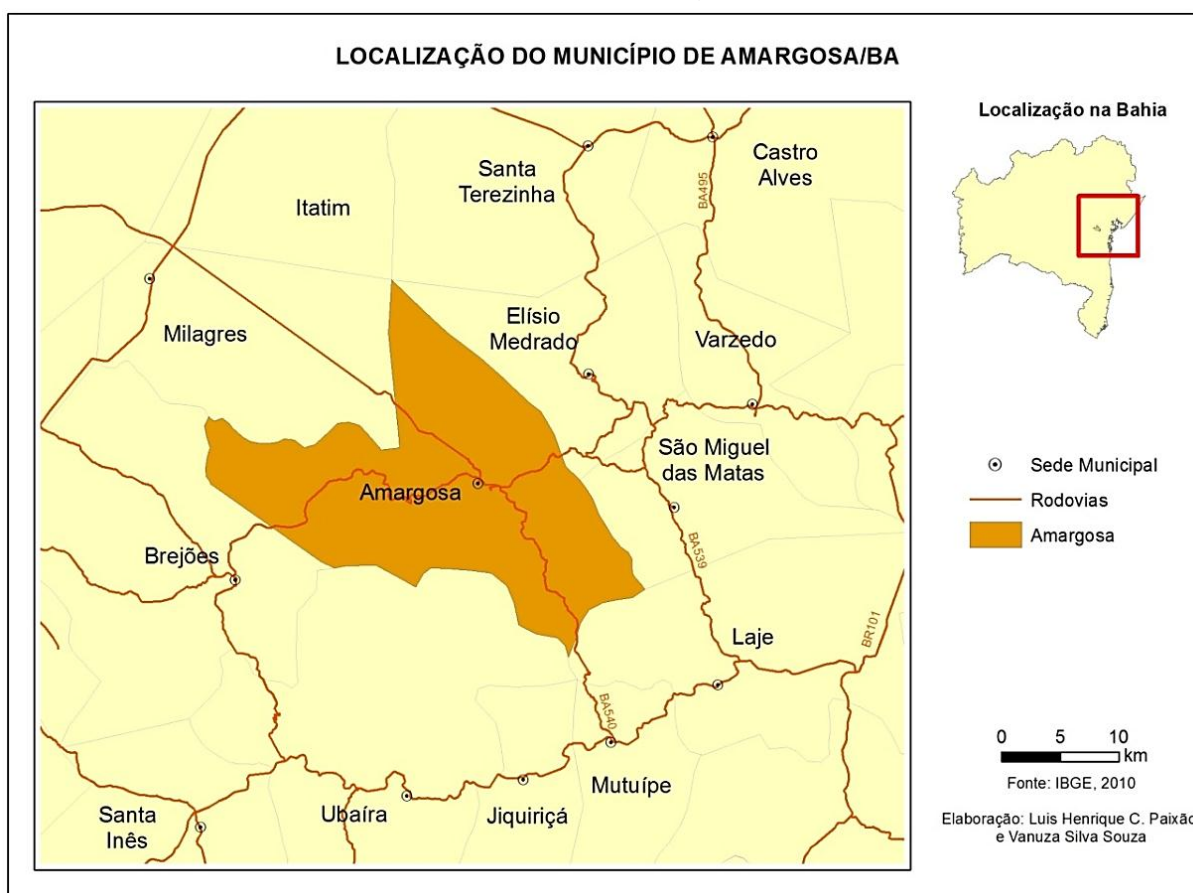 LOCALIZAÇÃO DO MUNICÍPIO DE AMARGOSA/BA
Localização na Bahia
Santa
Terezinha
Castro
Alves
BA495
Itatim
Elísio
Medrado
Milagres
Varzedo
São Miguel
das Matas
Amargosa
Brejões
BA539
Laje
BR101
BA540
Mutuípe
Ubaíra
Jiquiriçá
Santa
Inês
Sede Municipal
Rodovias
Amargosa
0 5 10
km
Fonte: IBGE, 2010
Elaboração: Luis Henrique C. Paixão
e Vanuza Silva Souza